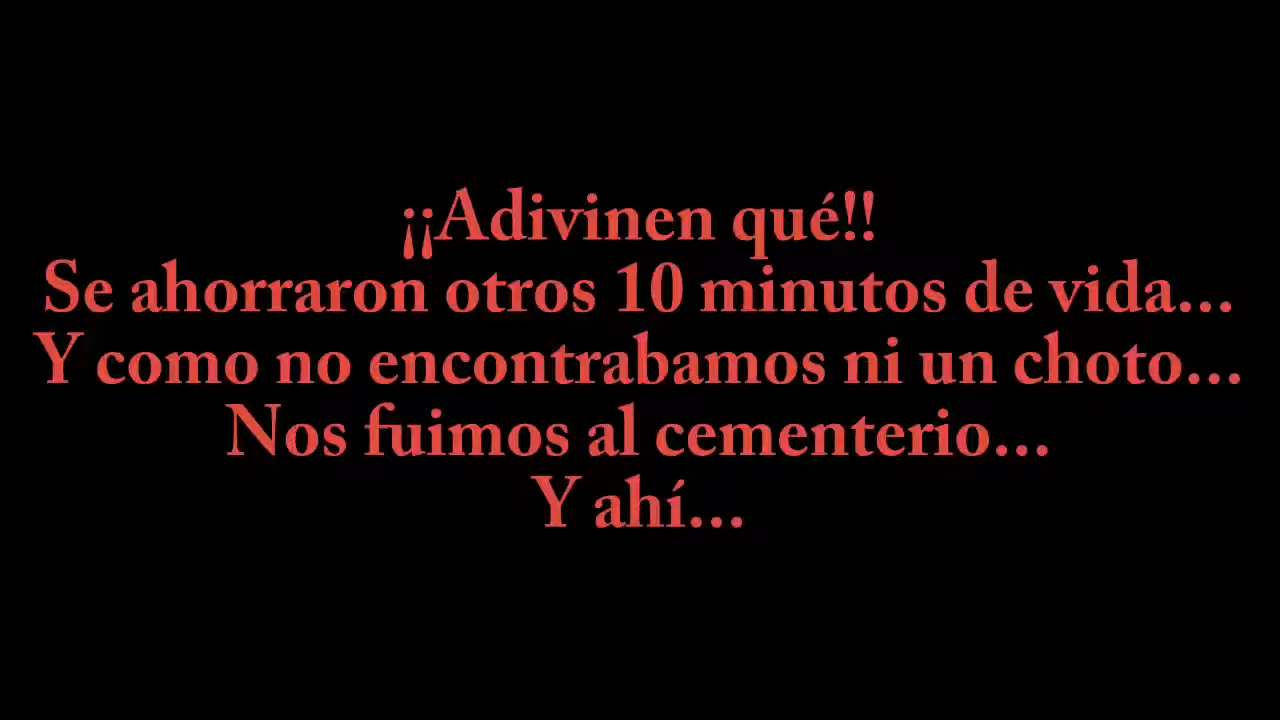 ¡¡Adivinen qué!!
Se ahorraron otros 10 minutos de vida...
Y como no encontrabamos ni un choto...
Nos fuimos al cementerio...
Y ahí...